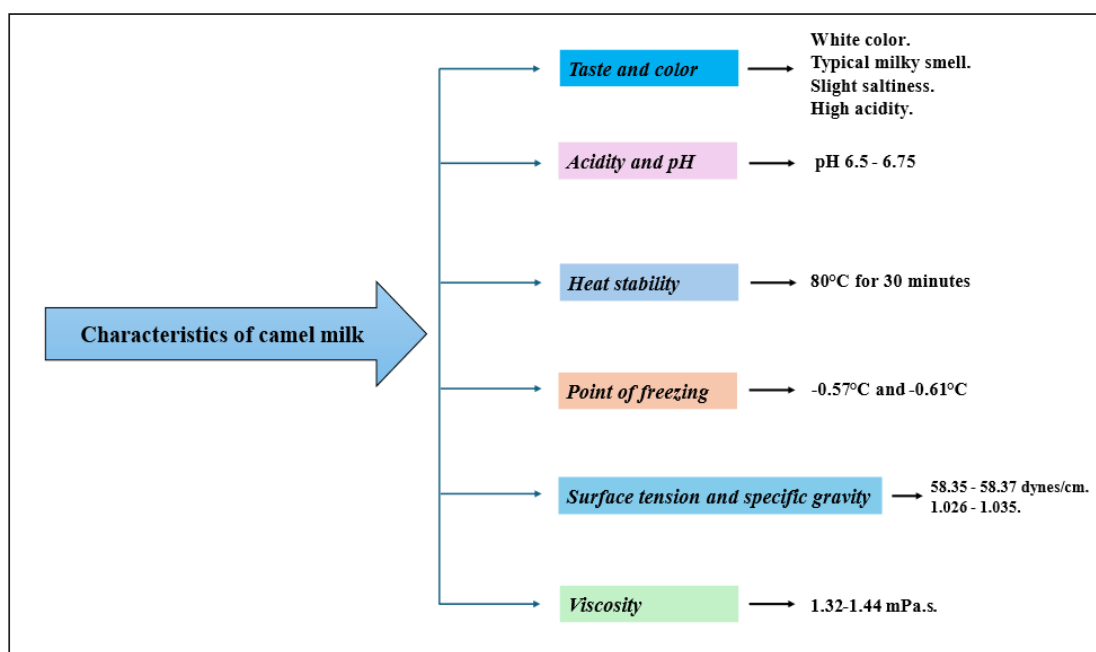 Characteristics of camel milk
Taste and color
White color.
Typical milky smell.
Slight saltiness.
High acidity.
Acidity and pH
pH 6.5 - 6.75
Heat stability
80°C for 30 minutes
Point of freezing
-0.57°C and -0.61°C
Surface tension and specific gravity
58.35 - 58.37 dynes/cm.
1.026 - 1.035.
Viscosity
1.32-1.44 mPa.s.